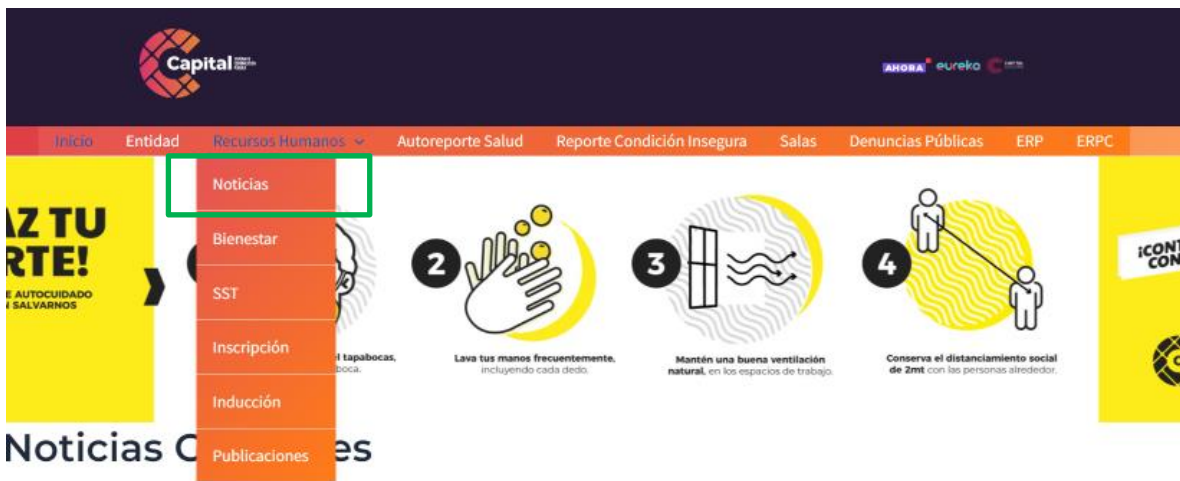 Capital
AHORA eureka
Inicio Entidad Recursos Humanos Autoreporte Salud Reporte Condición Insegura Salas Denuncias Públicas ERP ERPC
Noticias
Bienestar
SST
Inscripción
Inducción
Publicaciones
AZ TU
RTE!
E AUTOCUIDADO
N SALVARNOS
l tapabocas,
boca.
2
Lava tus manos frecuentemente,
incluyendo cada dedo.
3
Mantén una buena ventilación
natural, en los espacios de trabajo.
4
Conserva el distanciamiento social
de 2mt con las personas alrededor.
¡CONT
CON
Noticias C es